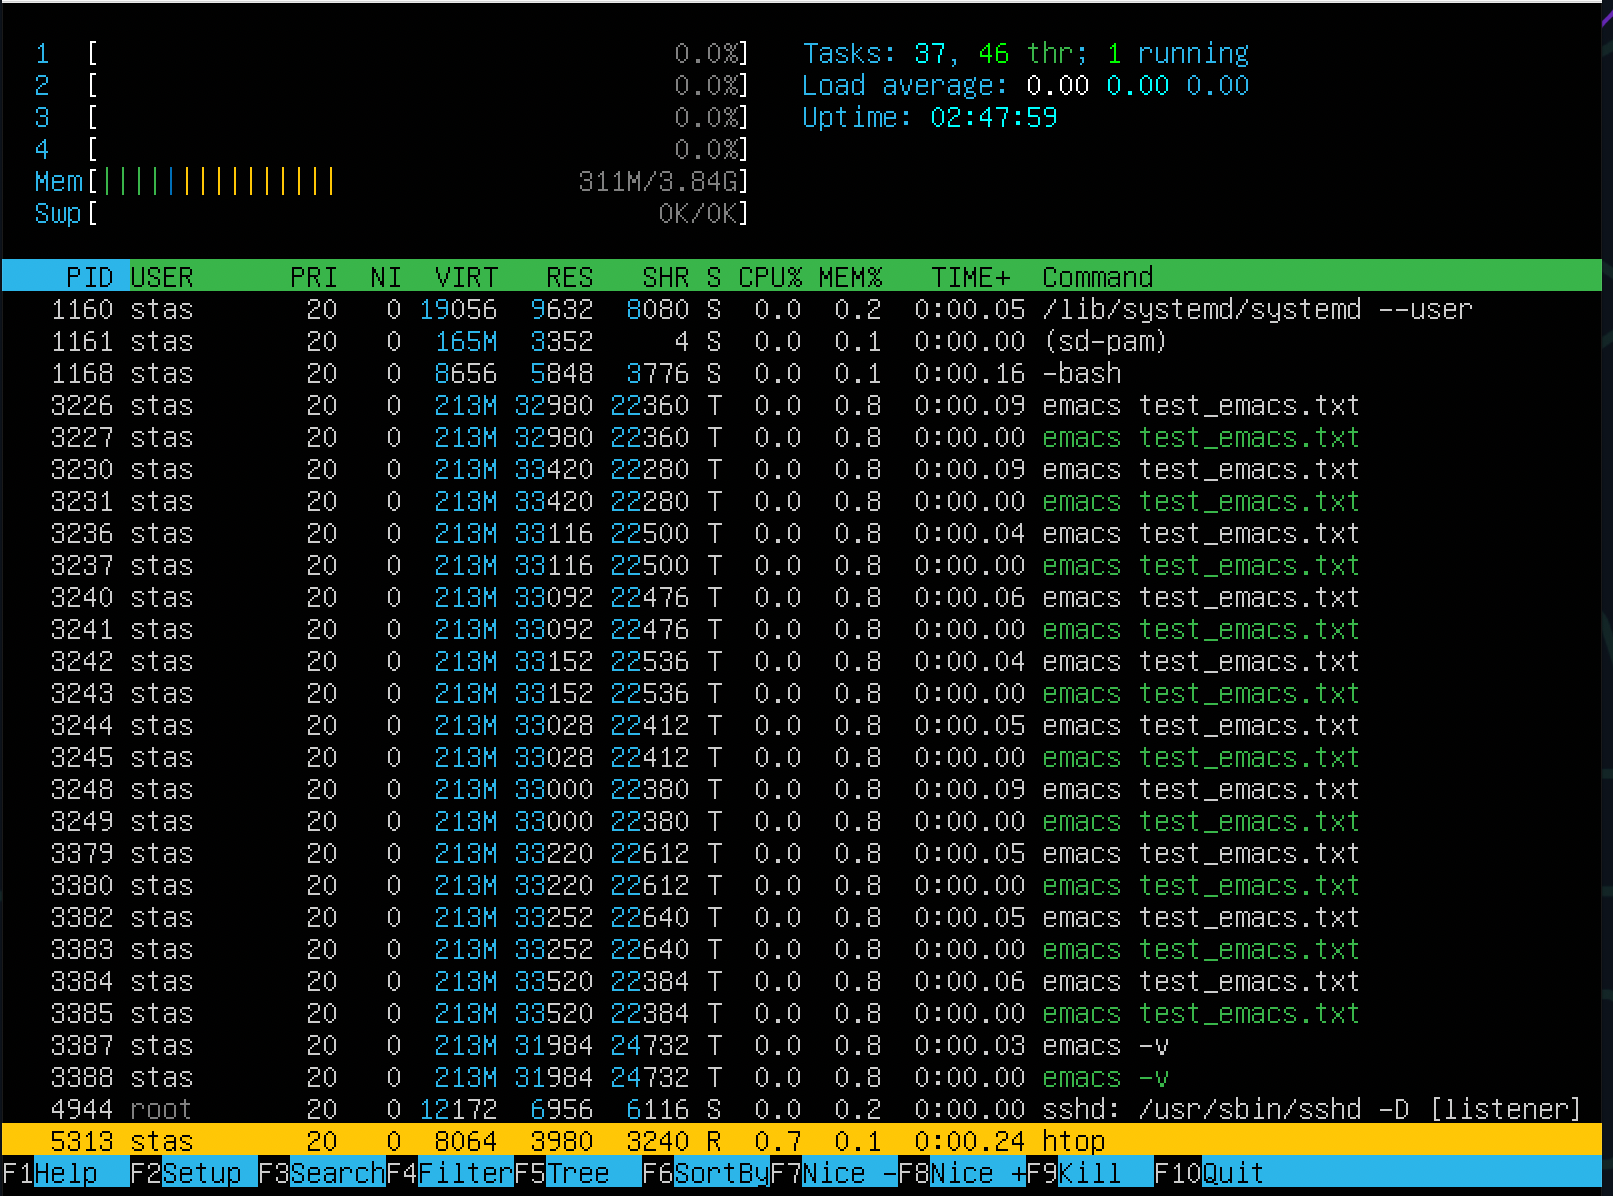 1 [ 0.0%] Tasks: 37, 46 thr; 1 running
2 [ 0.0%] Load average: 0.00 0.00 0.00
3 [ 0.0%] Uptime: 02:47:59
4 [ 0.0%]
Mem[||||||||||||||| 311M/3.84G]
Swp[ 0K/0K]
PID USER PRI NI VIRT RES SHR S CPU% MEM% TIME+ Command
1160 stas 20 0 19056 9632 8080 S 0.0 0.2 0:00.05 /lib/systemd/systemd --user
1161 stas 20 0 165M 3352 4 S 0.0 0.1 0:00.00 (sd-pam)
1168 stas 20 0 8656 5848 3776 S 0.0 0.1 0:00.16 -bash
3226 stas 20 0 213M 32980 22360 T 0.0 0.8 0:00.09 emacs test_emacs.txt
3227 stas 20 0 213M 32980 22360 T 0.0 0.8 0:00.00 emacs test_emacs.txt
3230 stas 20 0 213M 33420 22280 T 0.0 0.8 0:00.09 emacs test_emacs.txt
3231 stas 20 0 213M 33420 22280 T 0.0 0.8 0:00.00 emacs test_emacs.txt
3236 stas 20 0 213M 33116 22500 T 0.0 0.8 0:00.04 emacs test_emacs.txt
3237 stas 20 0 213M 33116 22500 T 0.0 0.8 0:00.00 emacs test_emacs.txt
3240 stas 20 0 213M 33092 22476 T 0.0 0.8 0:00.06 emacs test_emacs.txt
3241 stas 20 0 213M 33092 22476 T 0.0 0.8 0:00.00 emacs test_emacs.txt
3242 stas 20 0 213M 33152 22536 T 0.0 0.8 0:00.04 emacs test_emacs.txt
3243 stas 20 0 213M 33152 22536 T 0.0 0.8 0:00.00 emacs test_emacs.txt
3244 stas 20 0 213M 33028 22412 T 0.0 0.8 0:00.05 emacs test_emacs.txt
3245 stas 20 0 213M 33028 22412 T 0.0 0.8 0:00.00 emacs test_emacs.txt
3248 stas 20 0 213M 33000 22380 T 0.0 0.8 0:00.09 emacs test_emacs.txt
3249 stas 20 0 213M 33000 22380 T 0.0 0.8 0:00.00 emacs test_emacs.txt
3379 stas 20 0 213M 33220 22612 T 0.0 0.8 0:00.05 emacs test_emacs.txt
3380 stas 20 0 213M 33220 22612 T 0.0 0.8 0:00.00 emacs test_emacs.txt
3382 stas 20 0 213M 33252 22640 T 0.0 0.8 0:00.05 emacs test_emacs.txt
3383 stas 20 0 213M 33252 22640 T 0.0 0.8 0:00.00 emacs test_emacs.txt
3384 stas 20 0 213M 33520 22384 T 0.0 0.8 0:00.06 emacs test_emacs.txt
3385 stas 20 0 213M 33520 22384 T 0.0 0.8 0:00.00 emacs test_emacs.txt
3387 stas 20 0 213M 31984 24732 T 0.0 0.8 0:00.03 emacs -v
3388 stas 20 0 213M 31984 24732 T 0.0 0.8 0:00.00 emacs -v
4944 root 20 0 12172 6956 6116 S 0.0 0.2 0:00.00 sshd: /usr/sbin/sshd -D [listener]
5313 stas 20 0 8064 3980 3240 R 0.7 0.1 0:00.24 htop
F1Help F2Setup F3SearchF4FilterF5Tree F6SortByF7Nice -F8Nice +F9Kill F10Quit